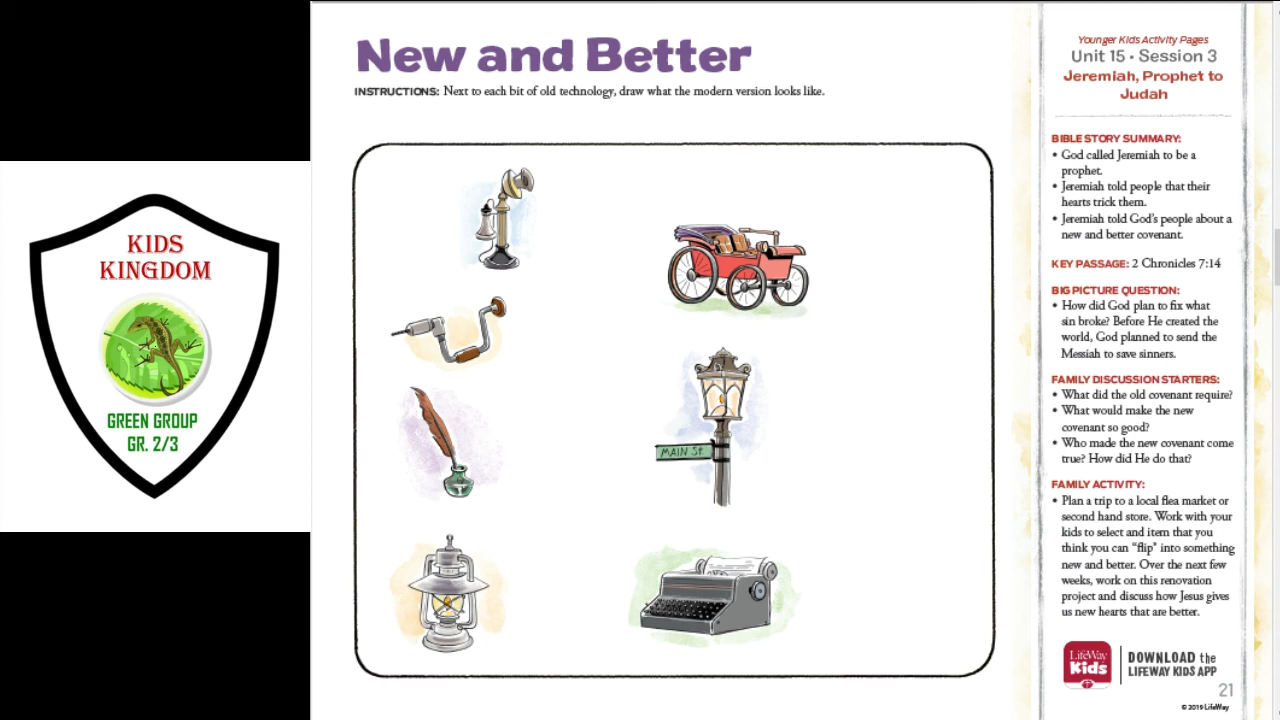 KIDS
KINGDOM
GREEN GROUP
GR. 2/3
New and Better
INSTRUCTIONS: Next to each bit of old technology, draw what the modern version looks like.
MAIN St
Younger Kids Activity Pages
Unit 15 • Session 3
Jeremiah, Prophet to
Judah
BIBLE STORY SUMMARY:
• God called Jeremiah to be a
prophet.
• Jeremiah told people that their
hearts trick them.
• Jeremiah told God's people about a
new and better covenant.
KEY PASSAGE: 2 Chronicles 7:14
BIG PICTURE QUESTION:
• How did God plan to fix what
sin broke? Before He created the
world, God planned to send the
Messiah to save sinners.
FAMILY DISCUSSION STARTERS:
• What did the old covenant require?
• What would make the new
covenant so good?
• Who made the new covenant come
true? How did He do that?
FAMILY ACTIVITY:
• Plan a trip to a local flea market or
second hand store. Work with your
kids to select and item that you
think you can “flip” into something
new and better. Over the next few
weeks, work on this renovation
project and discuss how Jesus gives
us new hearts that are better.
LifeWay
Kids
DOWNLOAD the
LIFEWAY KIDS APP
21
© 2019 LifeWay